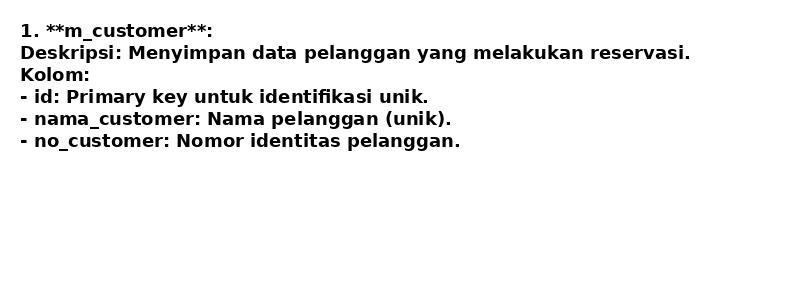 1. **m_customer**:
Deskripsi: Menyimpan data pelanggan yang melakukan reservasi.
Kolom:
- id: Primary key untuk identifikasi unik.
- nama_customer: Nama pelanggan (unik).
- no_customer: Nomor identitas pelanggan.